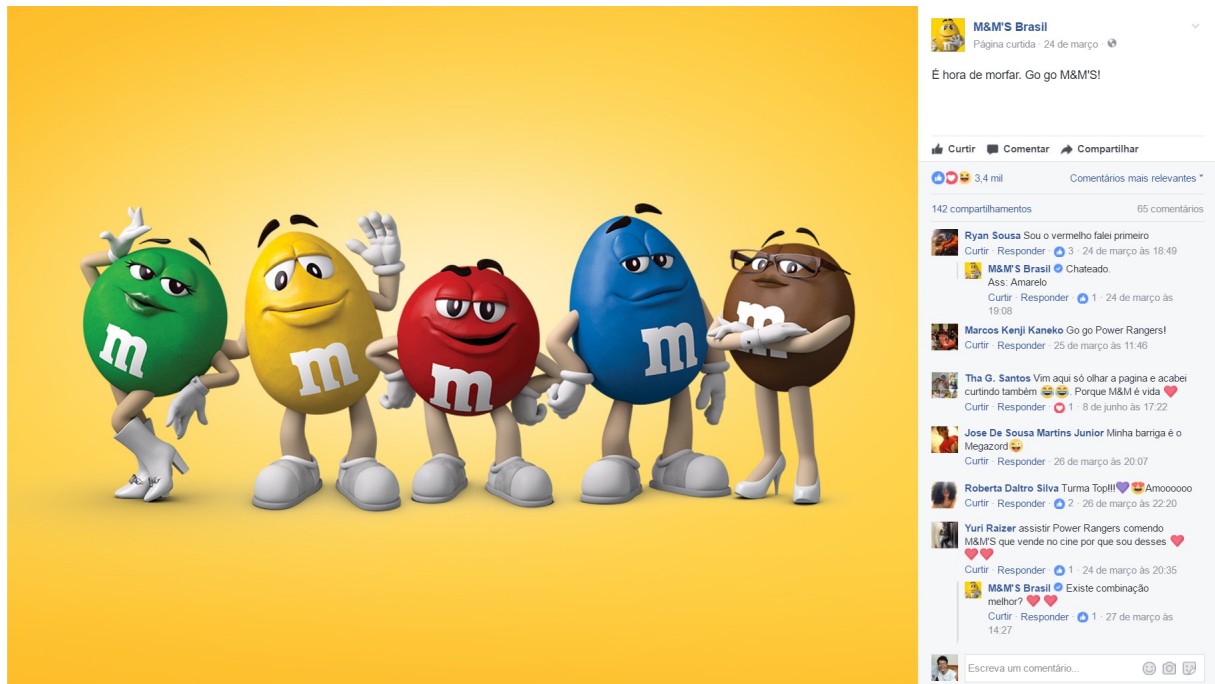 m
m
m
m
m
M&M'S Brasil
Página curtida · 24 de março ·
É hora de morfar. Go go M&M'S!
Curtir Comentar Compartilhar
3,4 mil Comentários mais relevantes
142 compartilhamentos 65 comentários
Ryan Sousa Sou o vermelho falei primeiro
Curtir · Responder · 3 · 24 de março às 18:49
M&M'S Brasil Chateado.
Ass: Amarelo
Curtir · Responder · 1 · 24 de março às
19:08
Marcos Kenji Kaneko Go go Power Rangers!
Curtir · Responder · 25 de março às 11:46
Tha G. Santos Vim aqui só olhar a pagina e acabei
curtindo também 😂😂. Porque M&M é vida ❤
Curtir · Responder · 1 · 8 de junho às 17:22
Jose De Sousa Martins Junior Minha barriga é o
Megazord😜
Curtir · Responder · 26 de março às 20:07
Roberta Daltro Silva Turma Top!!!💜😍Amoooooo
Curtir · Responder · 2 · 26 de março às 22:20
Yuri Raizer assistir Power Rangers comendo
M&M'S que vende no cine por que sou desses ❤
❤❤
Curtir · Responder · 1 · 24 de março às 20:35
M&M'S Brasil Existe combinação
melhor? ❤ ❤
Curtir · Responder · 1 · 27 de março às
14:27
Escreva um comentário...